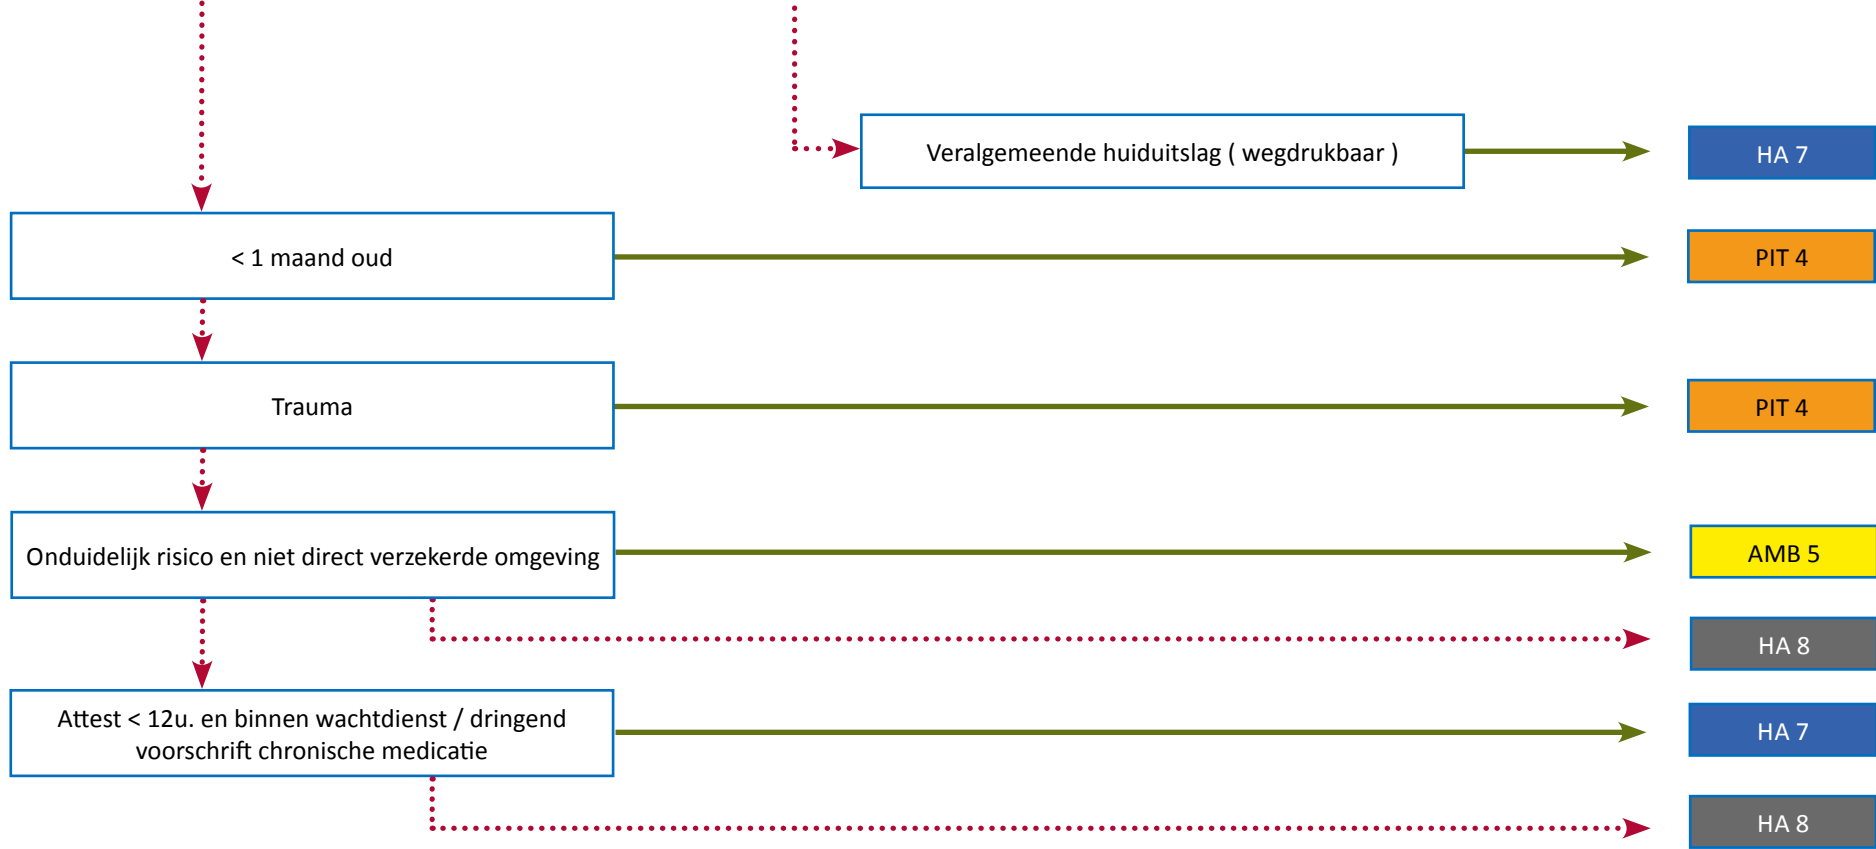 Veralgemeende huiduitslag ( wegdrukbaar )
HA 7
< 1 maand oud
PIT 4
Trauma
PIT 4
Onduidelijk risico en niet direct verzekerde omgeving
AMB 5
HA 8
Attest < 12u. en binnen wachtdienst / dringend
voorschrift chronische medicatie
HA 7
HA 8